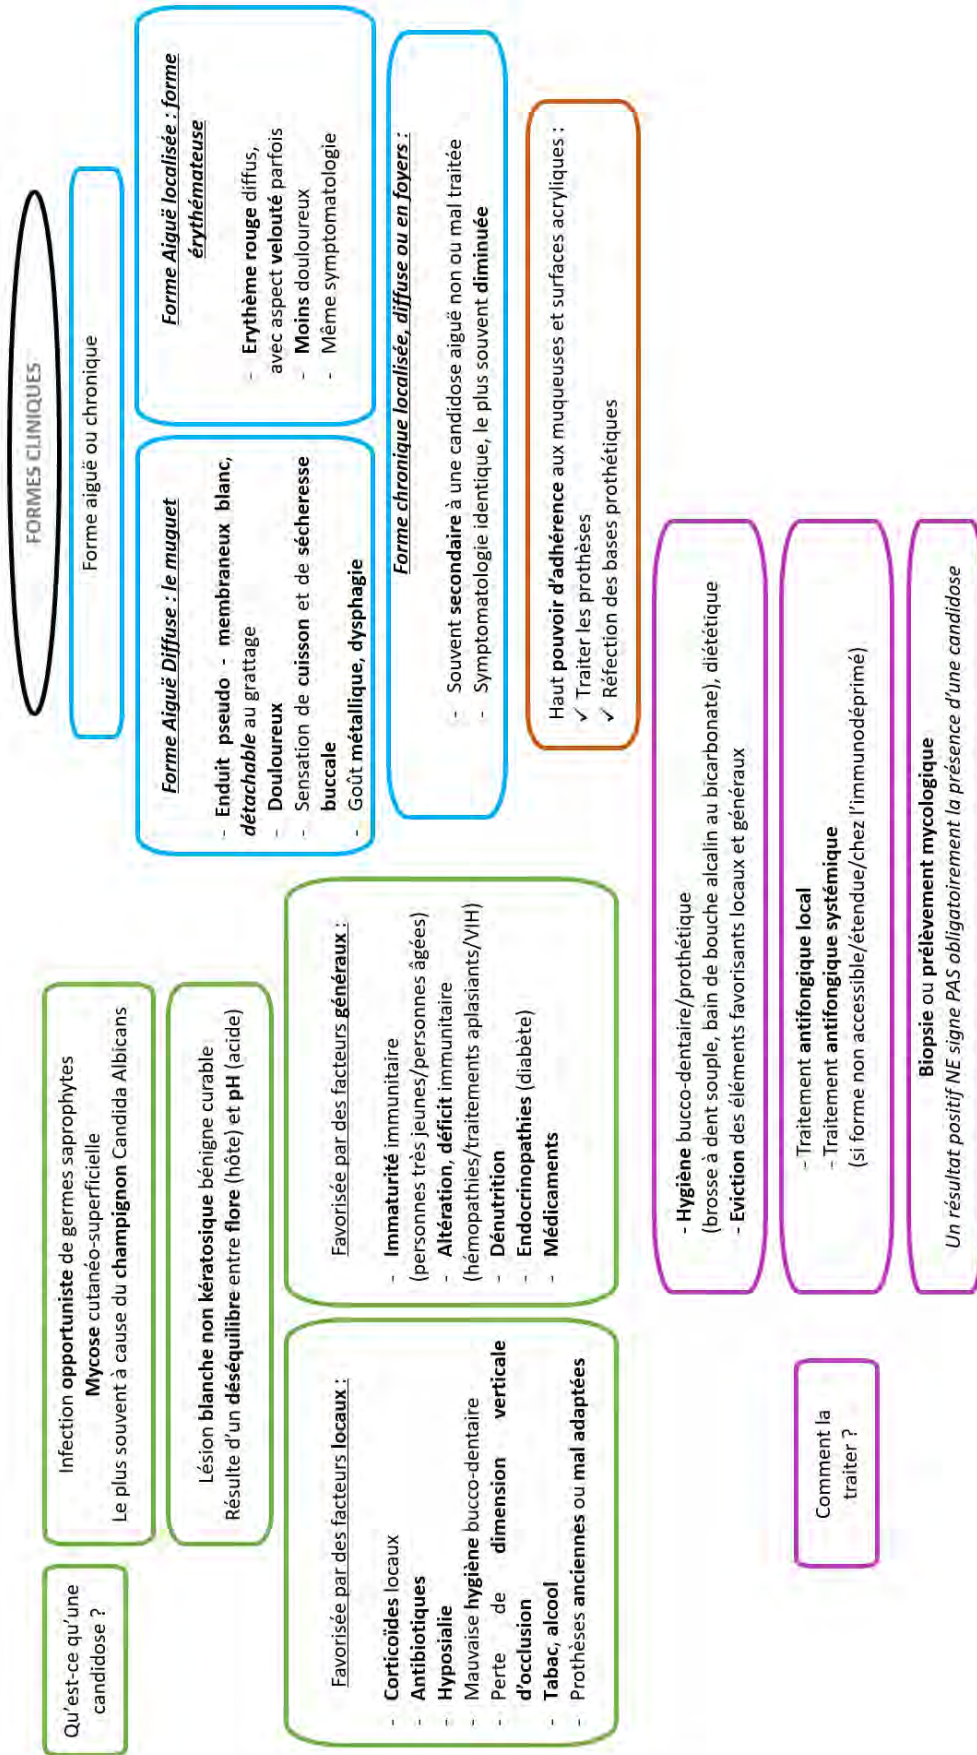 Qu'est-ce qu'une
candidose ?
Infection opportuniste de germes saprophytes
Mycose cutanéo-superficielle
Le plus souvent à cause du champignon Candida Albicans
Lésion blanche non kératosique bénigne curable
Résulte d'un déséquilibre entre flore (hôte) et pH (acide)
Favorisée par des facteurs locaux :
- Corticoïdes locaux
- Antibiotiques
- Hyposialie
- Mauvaise hygiène bucco-dentaire
- Perte de dimension verticale
d'occlusion
- Tabac, alcool
- Prothèses anciennes ou mal adaptées
Favorisée par des facteurs généraux :
- Immaturité immunitaire
(personnes très jeunes/personnes âgées)
- Altération, déficit immunitaire
(hémopathies/traitements aplasiants/VIH)
- Dénutrition
- Endocrinopathies (diabète)
- Médicaments
FORMES CLINIQUES
Forme aiguë ou chronique
Forme Aiguë Diffuse : le muguet
- Enduit pseudo - membraneux blanc,
détachable au grattage
- Douloureux
- Sensation de cuisson et de sécheresse
buccale
- Goût métallique, dysphagie
Forme Aiguë localisée : forme
érythémateuse
- Erythème rouge diffus,
avec aspect velouté parfois
- Moins douloureux
- Même symptomatologie
Forme chronique localisée, diffuse ou en foyers :
- Souvent secondaire à une candidose aiguë non ou mal traitée
- Symptomatologie identique, le plus souvent diminuée
Haut pouvoir d'adhérence aux muqueuses et surfaces acryliques :
✓ Traiter les prothèses
✓ Réfection des bases prothétiques
Comment la
traiter ?
- Hygiène bucco-dentaire/prothétique
(brosse à dent souple, bain de bouche alcalin au bicarbonate), diététique
- Eviction des éléments favorisants locaux et généraux
- Traitement antifongique local
- Traitement antifongique systémique
(si forme non accessible/étendue/chez l'immunodéprimé)
Biopsie ou prélèvement mycologique
Un résultat positif NE signe PAS obligatoirement la présence d'une candidose